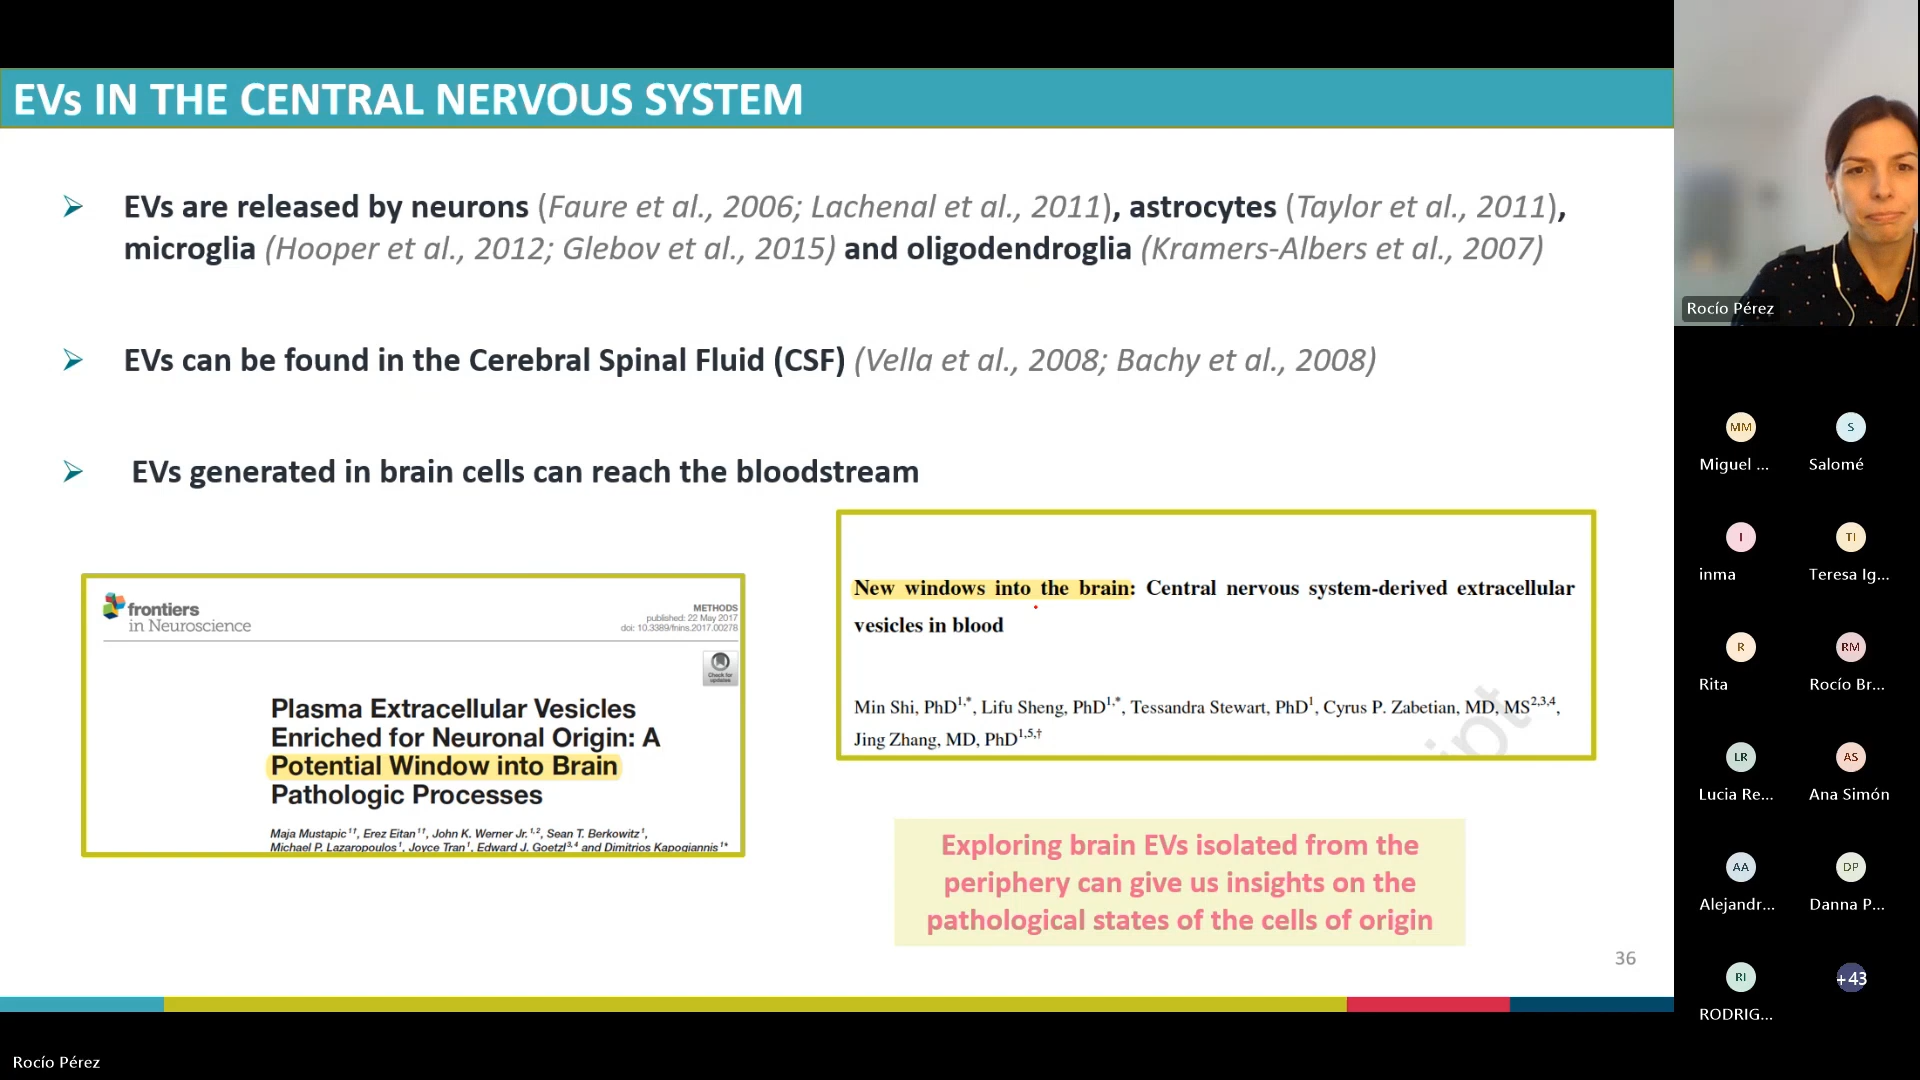 EVs IN THE CENTRAL NERVOUS SYSTEM
EVs are released by neurons (Faure et al., 2006; Lachenal et al., 2011), astrocytes (Taylor et al., 2011),
microglia (Hooper et al., 2012; Glebov et al., 2015) and oligodendroglia (Kramers-Albers et al., 2007)
EVs can be found in the Cerebral Spinal Fluid (CSF) (Vella et al., 2008; Bachy et al., 2008)
EVs generated in brain cells can reach the bloodstream
frontiers
in Neuroscience
METHODS
published: 22 May 2017
doi: 10.3389/fnins.2017.00278
Check for
updates
Plasma Extracellular Vesicles
Enriched for Neuronal Origin: A
Potential Window into Brain
Pathologic Processes
Maja Mustapic1†, Erez Eitan1†, John K. Werner Jr.1,2, Sean T. Berkowitz1,
Michael P. Lazaropoulos1, Joyce Tran1, Edward J. Goetzl3,4 and Dimitrios Kapogiannis1*
New windows into the brain: Central nervous system-derived extracellular
vesicles in blood
Min Shi, PhD1,*, Lifu Sheng, PhD1,*, Tessandra Stewart, PhD1, Cyrus P. Zabetian, MD, MS2,3,4,
Jing Zhang, MD, PhD1,5,†
ipt
Exploring brain EVs isolated from the
periphery can give us insights on the
pathological states of the cells of origin
36
Rocío Pérez
MM
Miguel ...
S
Salomé
I
inma
TI
Teresa Ig...
R
Rita
RM
Rocío Br...
LR
Lucia Re...
AS
Ana Simón
AA
Alejandr...
DP
Danna P...
RI
RODRIG...
+43
Rocío Pérez